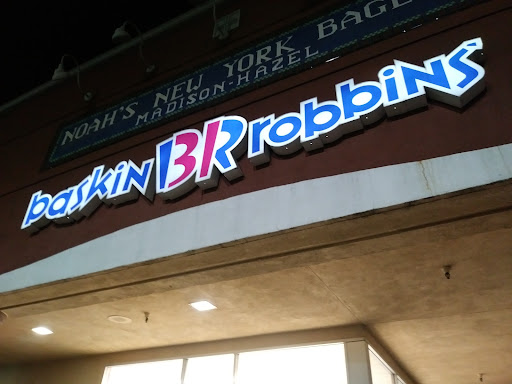 NOAH'S NEW YORK BAGE
MADISON-HAZEL
baskin BR robbins